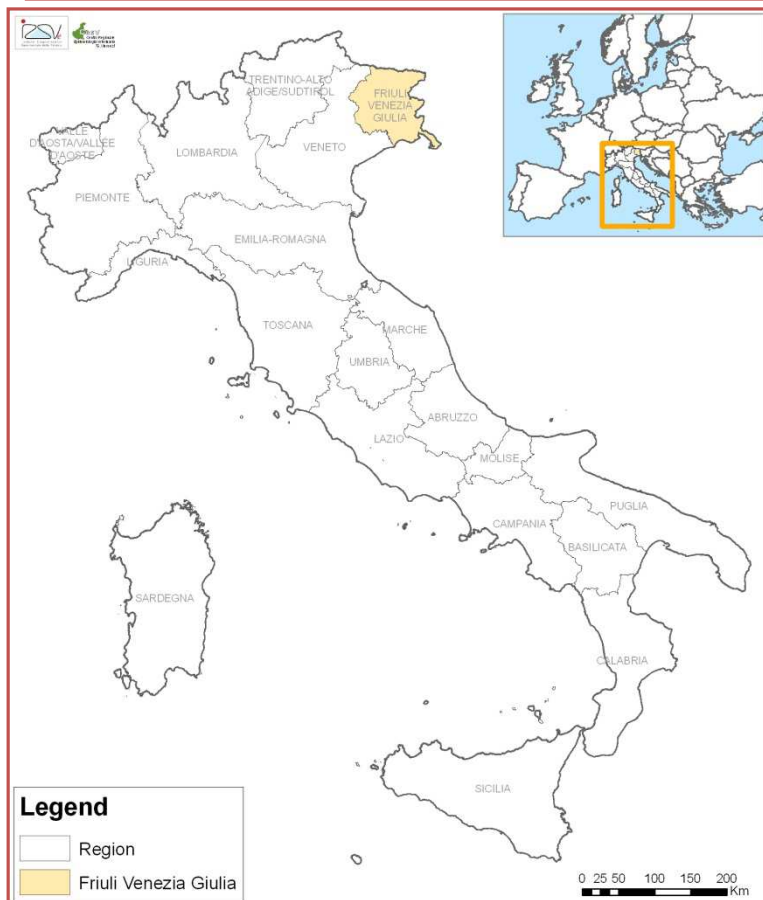 TRENTINO-ALTO
ADIGE/SUDTIROL
FRIULI
VENEZIA
GIULIA
VALLE
D'AOSTA/VALLÉE
D'AOSTE
LOMBARDIA
VENETO
PIEMONTE
EMILIA-ROMAGNA
LIGURIA
TOSCANA
MARCHE
UMBRIA
ABRUZZO
LAZIO
MOLISE
PUGLIA
CAMPANIA
BASILICATA
SARDEGNA
CALABRIA
SICILIA
Legend
Region
Friuli Venezia Giulia
0 25 50 100 150 200
Km